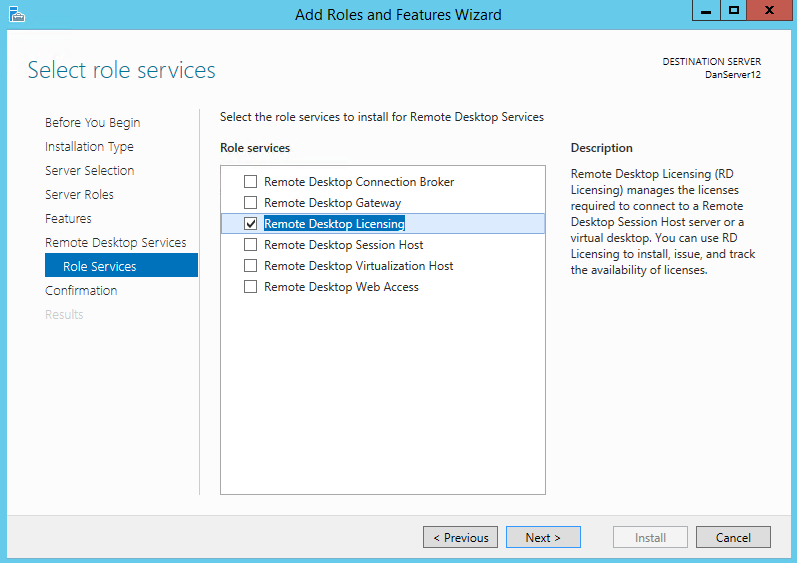 Add Roles and Features Wizard
Select role services
DESTINATION SERVER
DanServer12
Before You Begin
Installation Type
Server Selection
Server Roles
Features
Remote Desktop Services
Role Services
Confirmation
Results
Select the role services to install for Remote Desktop Services
Role services
Remote Desktop Connection Broker
Remote Desktop Gateway
Remote Desktop Licensing
Remote Desktop Session Host
Remote Desktop Virtualization Host
Remote Desktop Web Access
Description
Remote Desktop Licensing (RD
Licensing) manages the licenses
required to connect to a Remote
Desktop Session Host server or a
virtual desktop. You can use RD
Licensing to install, issue, and track
the availability of licenses.
< Previous
Next >
Install
Cancel